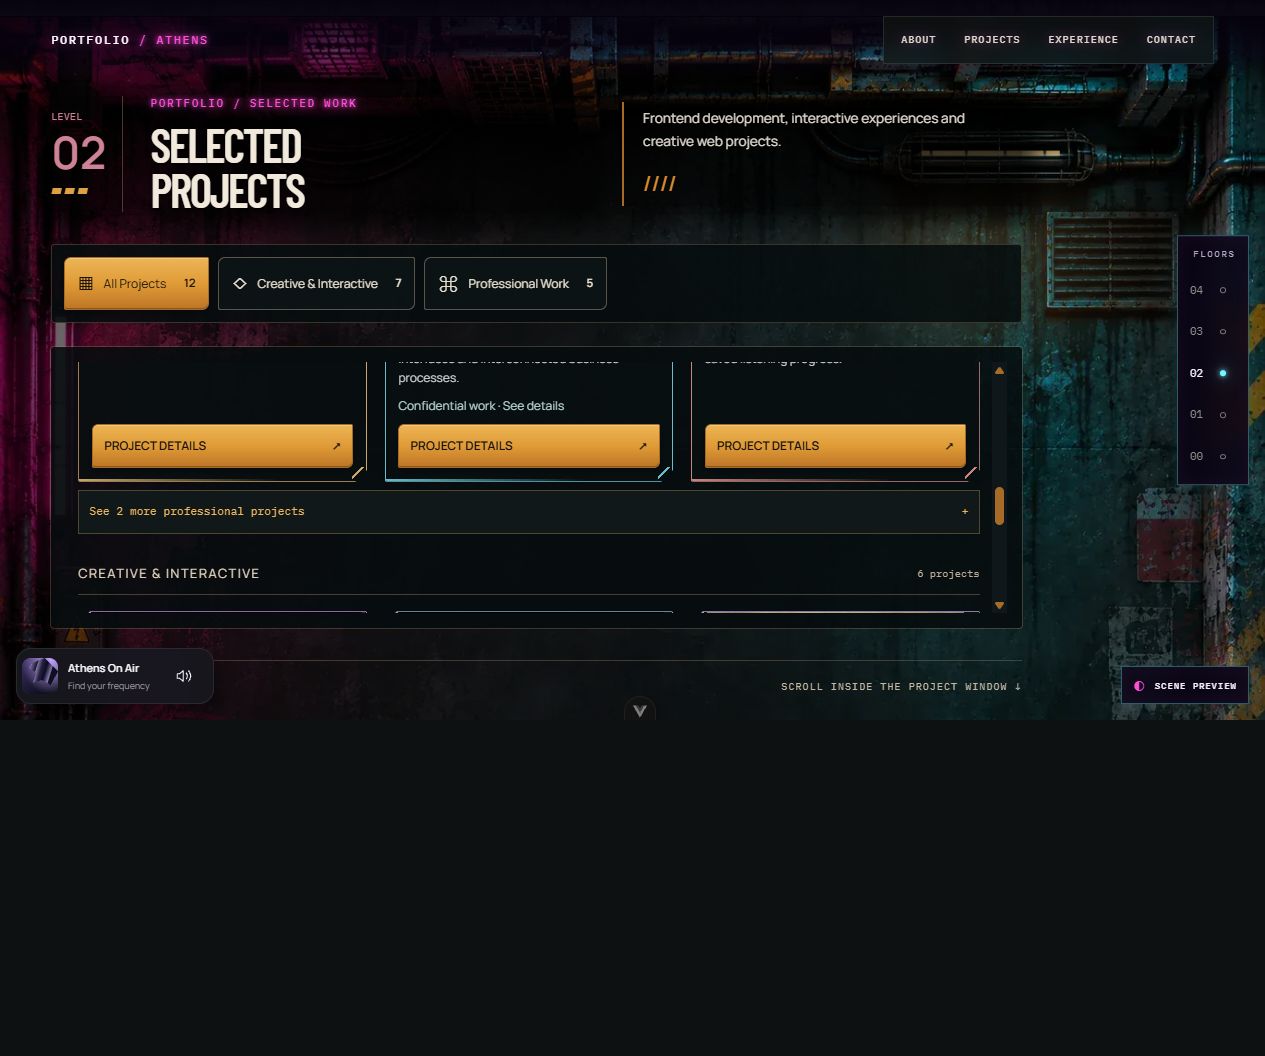 PORTFOLIO / ATHENS
ABOUT PROJECTS EXPERIENCE CONTACT
LEVEL
02
PORTFOLIO / SELECTED WORK
SELECTED
PROJECTS
Frontend development, interactive experiences and
creative web projects.
////
All Projects 12
Creative & Interactive 7
Professional Work 5
FLOORS
04
03
02
01
00
processes.
Confidential work · See details
PROJECT DETAILS ↗
PROJECT DETAILS ↗
PROJECT DETAILS ↗
See 2 more professional projects +
CREATIVE & INTERACTIVE 6 projects
Athens On Air
Find your frequency
SCROLL INSIDE THE PROJECT WINDOW ↓
SCENE PREVIEW